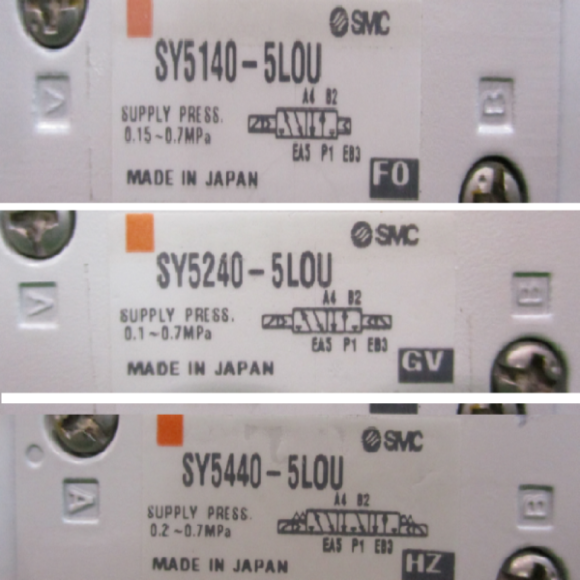 SMC
SY5140-5LOU
A4 B2
A
B
SUPPLY PRESS.
0.15~0.7MPa
EA5 P1 EB3
MADE IN JAPAN
F0
SMC
SY5240-5LOU
A4 B2
A
B
SUPPLY PRESS.
0.1~0.7MPa
EA5 P1 EB3
MADE IN JAPAN
GV
SMC
SY5440-5LOU
A4 B2
A
B
SUPPLY PRESS.
0.2~0.7MPa
EA5 P1 EB3
MADE IN JAPAN
HZ